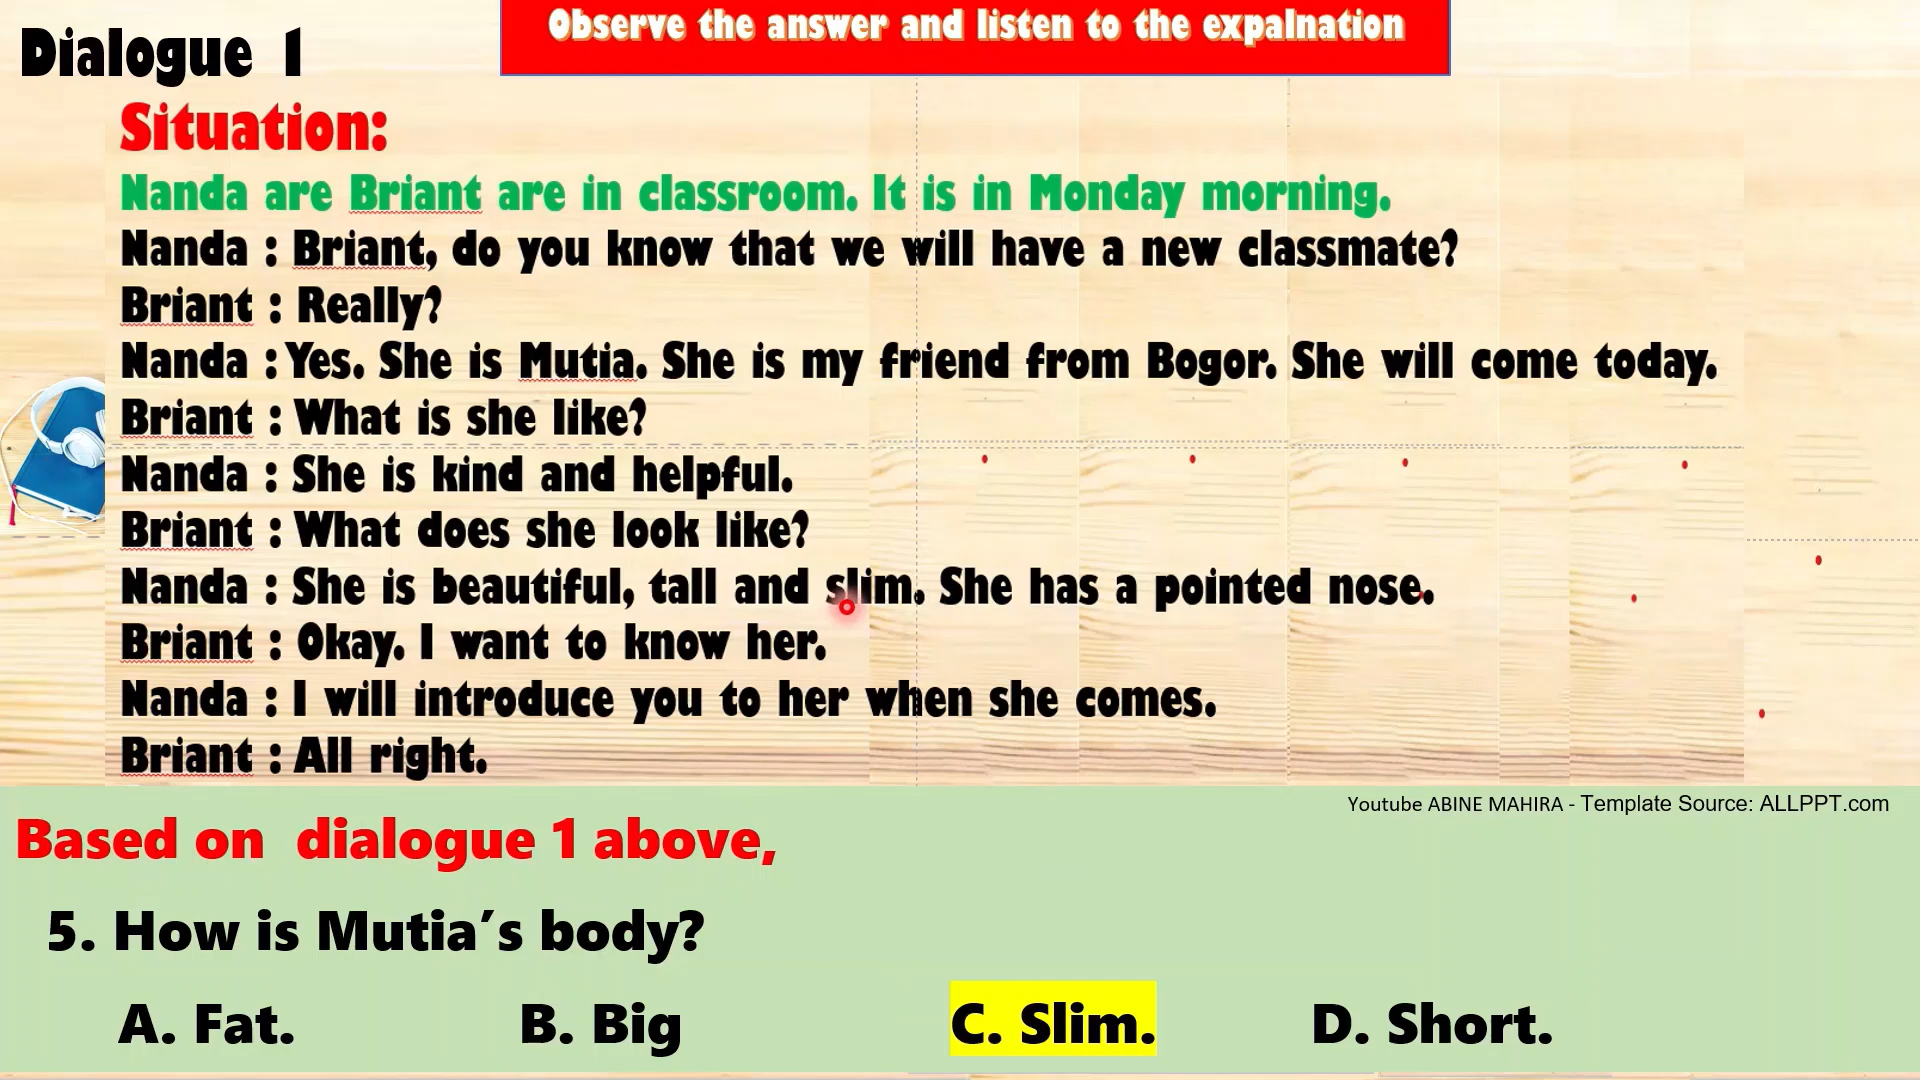 Observe the answer and listen to the expalnation
Dialogue 1
Situation:
Nanda are Briant are in classroom. It is in Monday morning.
Nanda : Briant, do you know that we will have a new classmate?
Briant : Really?
Nanda : Yes. She is Mutia. She is my friend from Bogor. She will come today.
Briant : What is she like?
Nanda : She is kind and helpful.
Briant : What does she look like?
Nanda : She is beautiful, tall and slim. She has a pointed nose.
Briant : Okay. I want to know her.
Nanda : I will introduce you to her when she comes.
Briant : All right.
Youtube ABINE MAHIRA - Template Source: ALLPPT.com
Based on dialogue 1 above,
5. How is Mutia’s body?
A. Fat. B. Big C. Slim. D. Short.